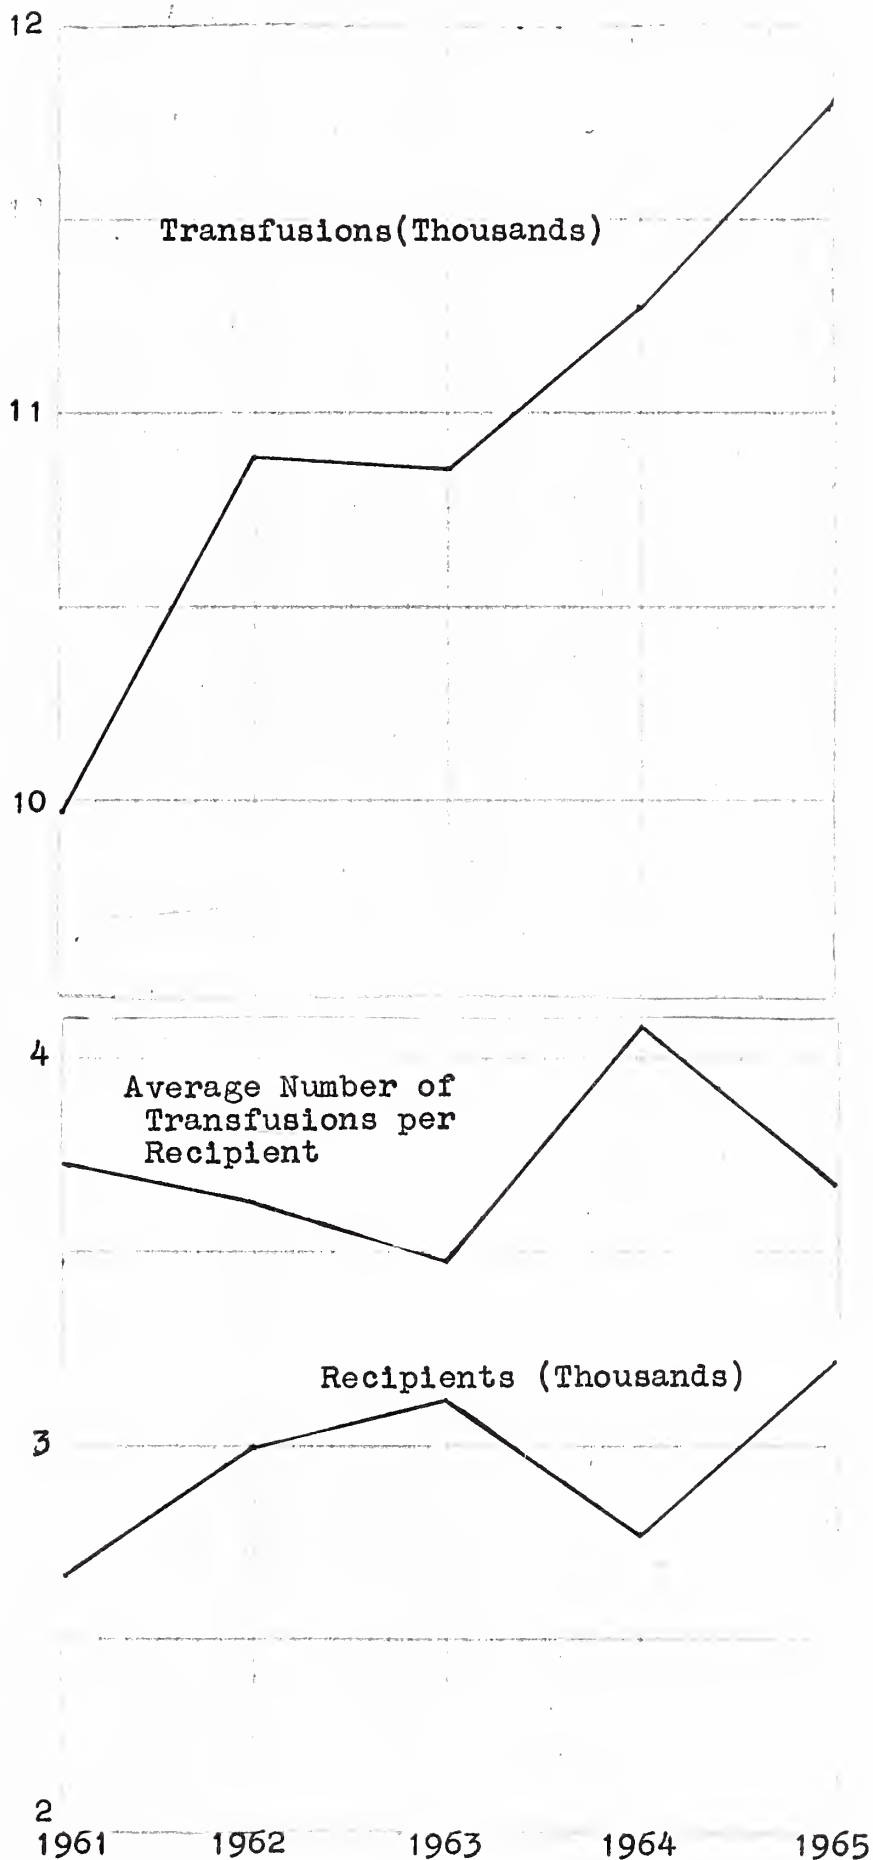 12
Transfusions(Thousands)
11
10
4
Average Number of
Transfusions per
Recipient
Recipients (Thousands)
3
2
1961 1962 1963 1964 1965